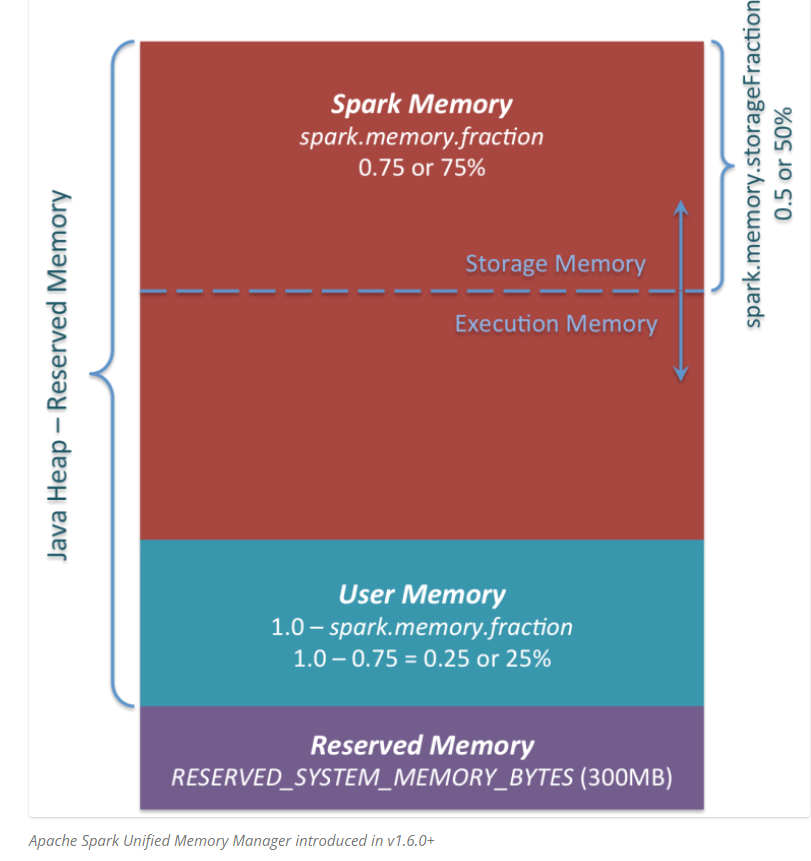 Spark Memory
spark.memory.fraction
0.75 or 75%
spark.memory.storageFraction
0.5 or 50%
Storage Memory
Execution Memory
Java Heap – Reserved Memory
User Memory
1.0 – spark.memory.fraction
1.0 – 0.75 = 0.25 or 25%
Reserved Memory
RESERVED_SYSTEM_MEMORY_BYTES (300MB)
Apache Spark Unified Memory Manager introduced in v1.6.0+